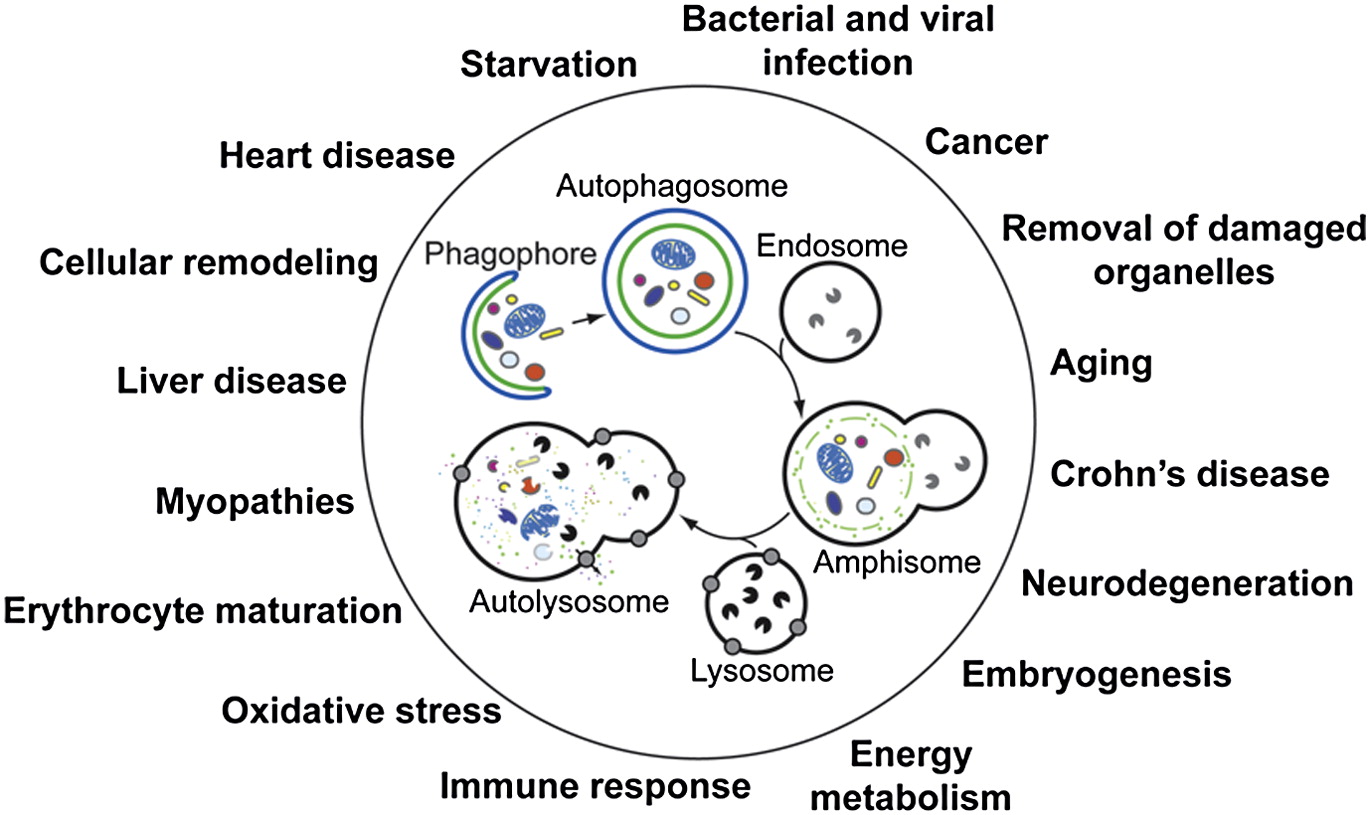 Bacterial and viral
infection
Starvation
Cancer
Heart disease
Autophagosome
Removal of damaged
organelles
Phagophore
Endosome
Cellular remodeling
Aging
Liver disease
Crohn’s disease
Myopathies
Amphisome
Neurodegeneration
Autolysosome
Erythrocyte maturation
Lysosome
Embryogenesis
Oxidative stress
Energy
metabolism
Immune response